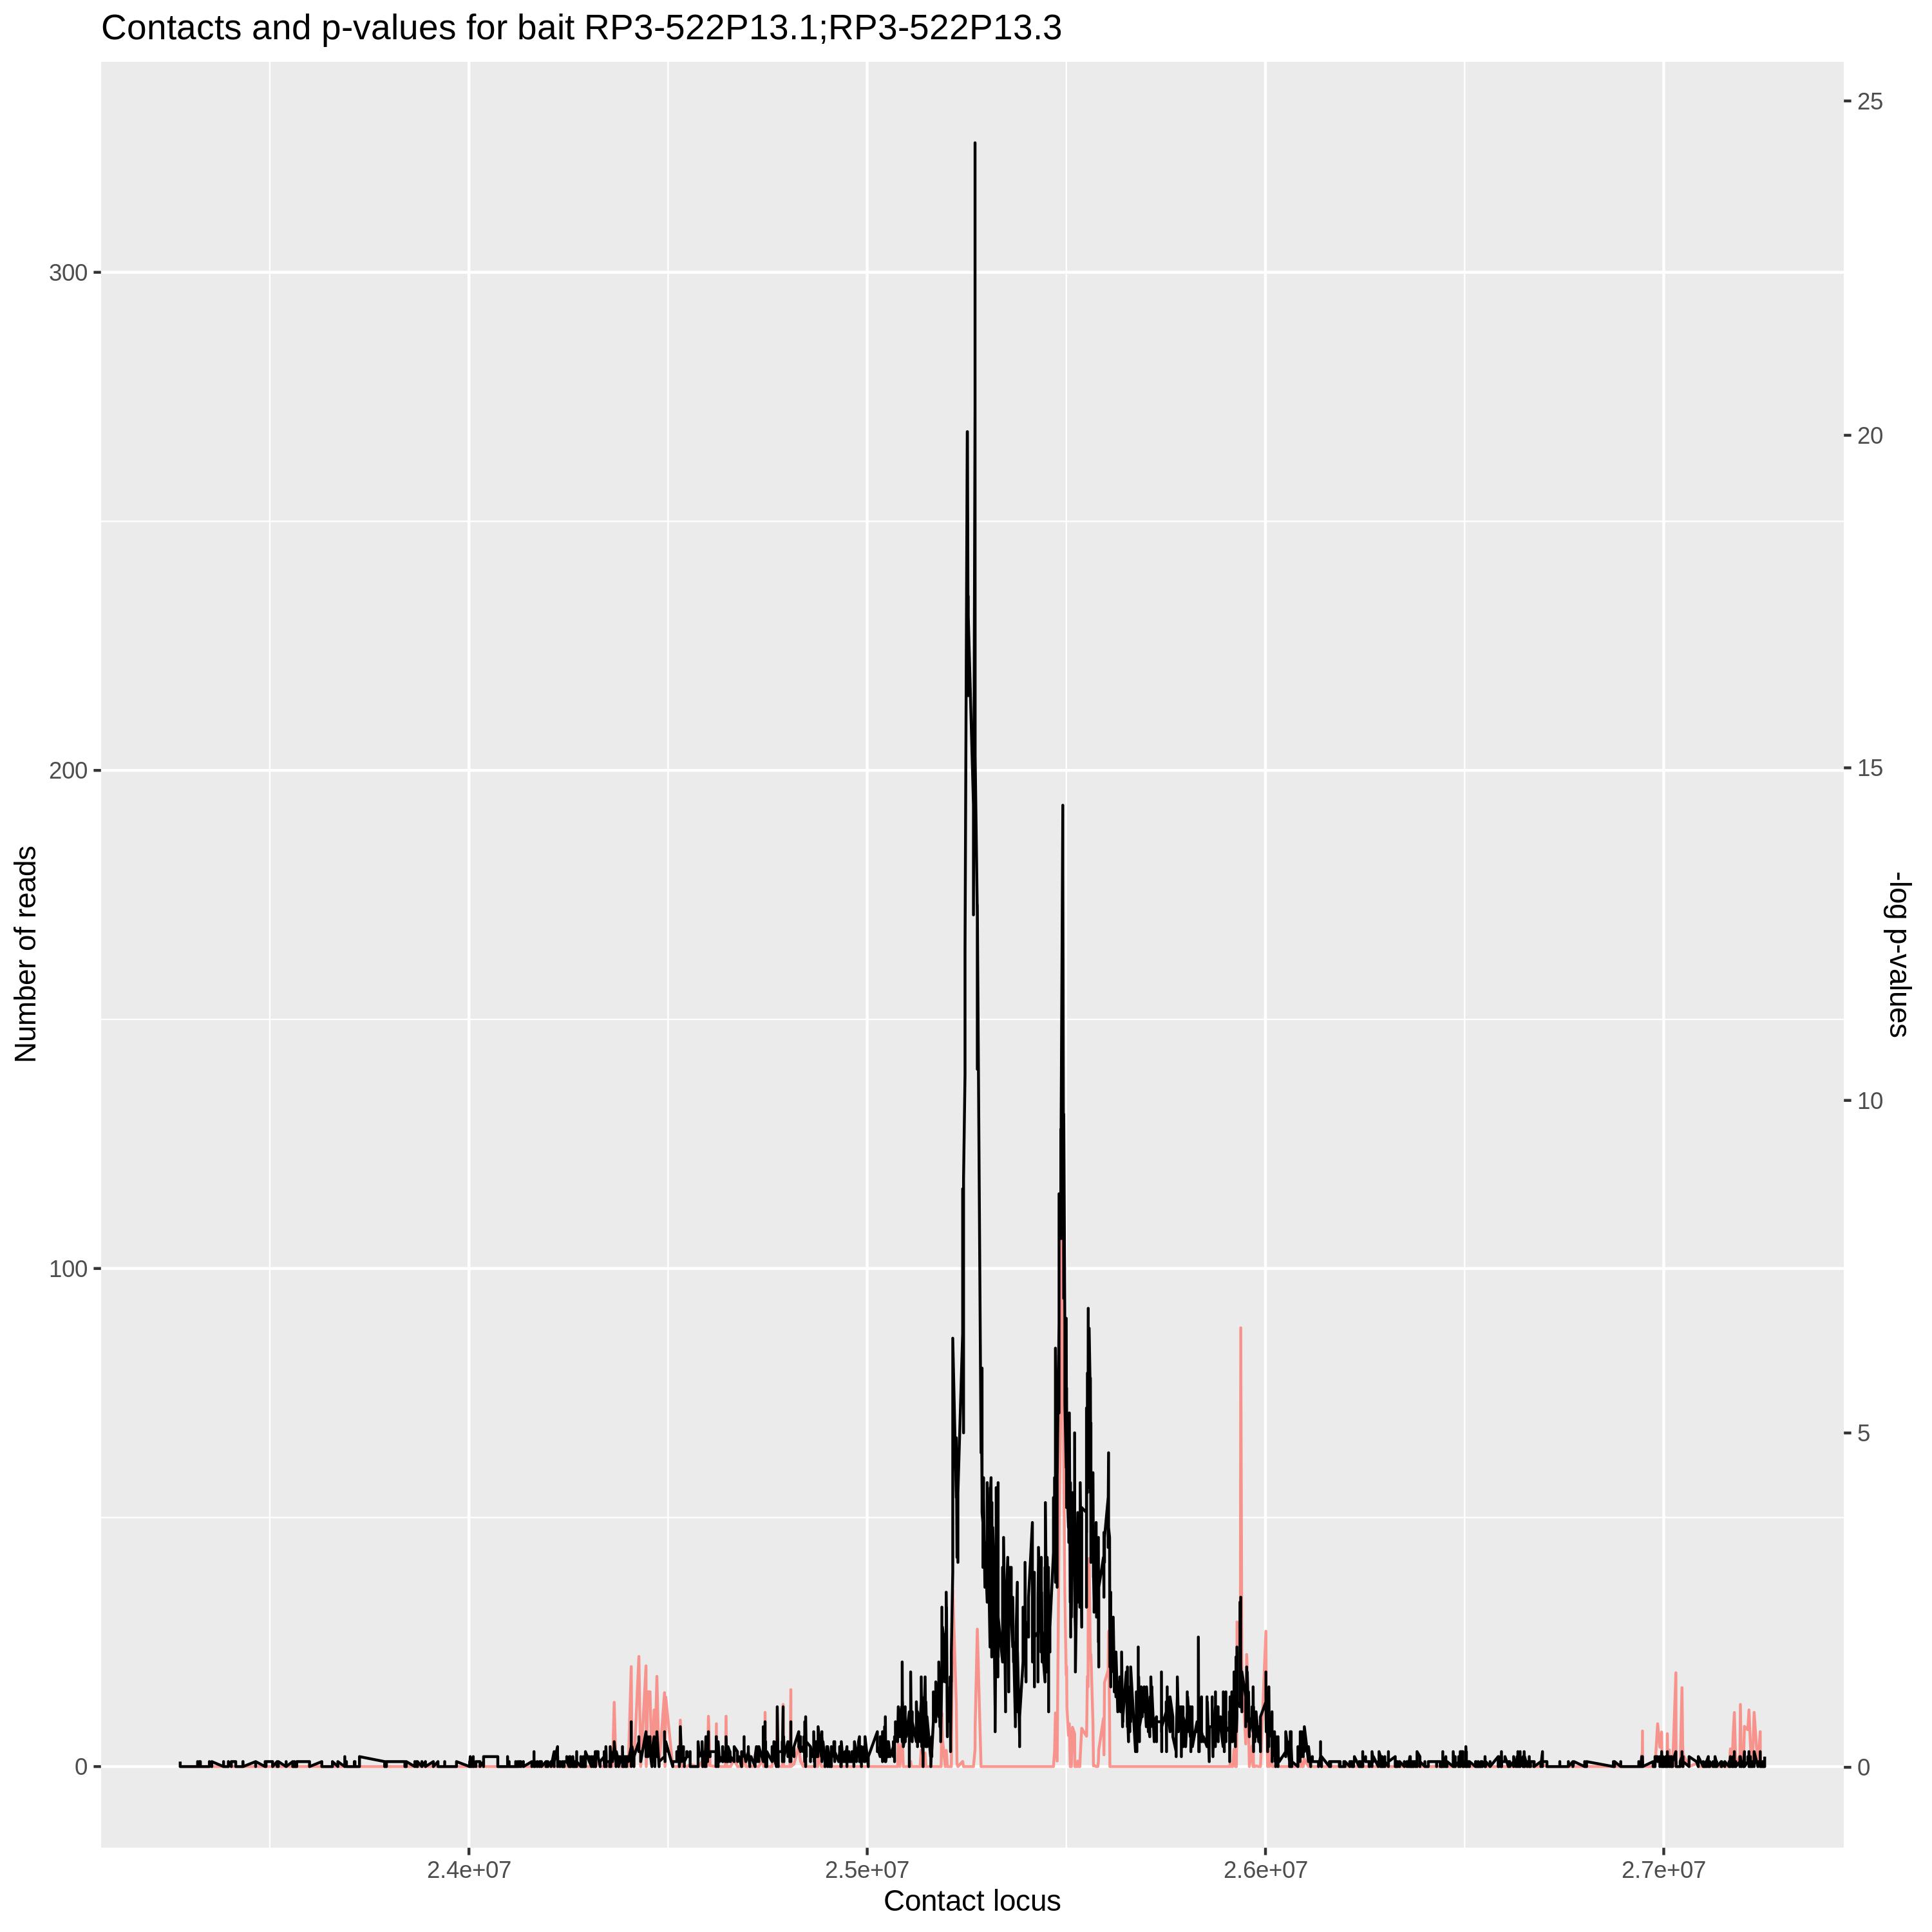 Contacts and p-values for bait RP3-522P13.1;RP3-522P13.3
Number of reads
300
200
100
0
25
20
15
10
5
0
-log p-values
2.4e+07 2.5e+07 2.6e+07 2.7e+07
Contact locus